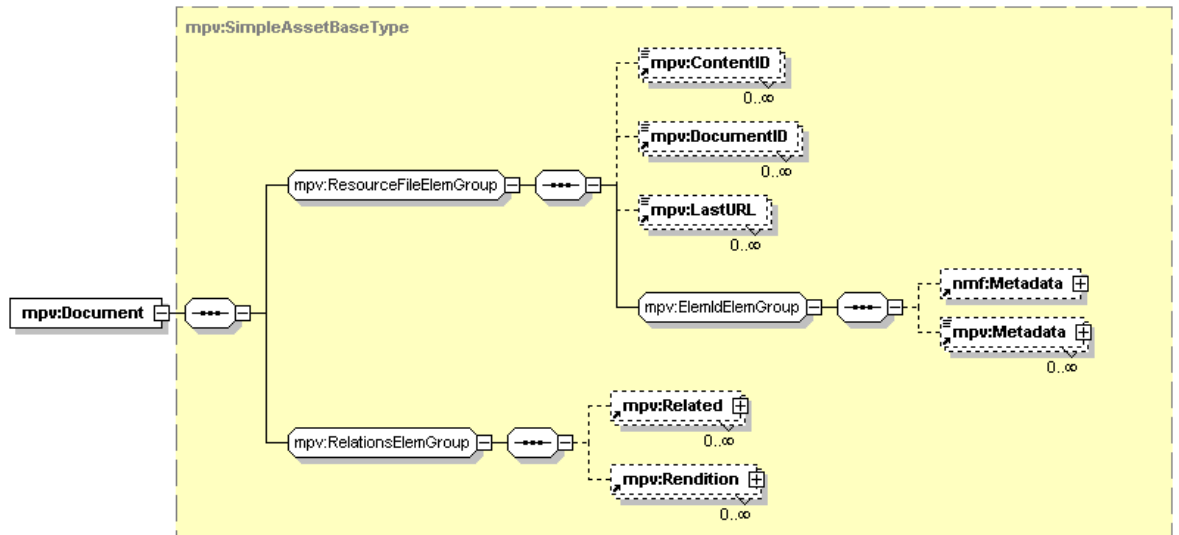 mpv:SimpleAssetBaseType
mpv:ContentID
0..∞
mpv:DocumentID
0..∞
mpv:ResourceFileElemGroup
mpv:LastURL
0..∞
nmf:Metadata
mpv:Document
mpv:ElemIdElemGroup
mpv:Metadata
0..∞
mpv:Related
0..∞
mpv:RelationsElemGroup
mpv:Rendition
0..∞